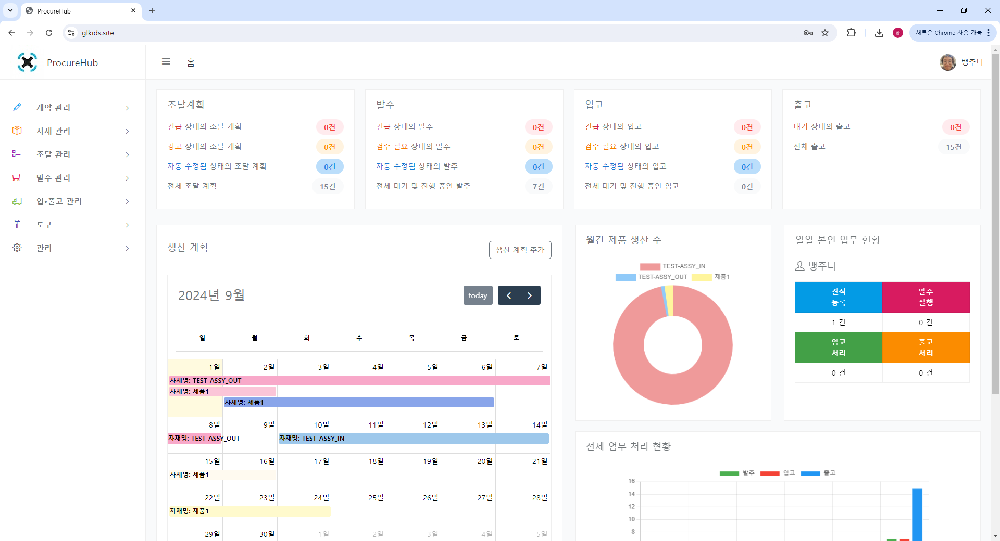 ProcureHub
glkids.site
새로운 Chrome 사용 가능
ProcureHub
홈
뱅주니
계약 관리
자재 관리
조달 관리
발주 관리
입•출고 관리
도구
관리
조달계획
긴급 상태의 조달 계획 0건
경고 상태의 조달 계획 0건
자동 수정됨 상태의 조달 계획 0건
전체 조달 계획 15건
발주
긴급 상태의 발주 0건
검수 필요 상태의 발주 0건
자동 수정됨 상태의 발주 0건
전체 대기 및 진행 중인 발주 7건
입고
긴급 상태의 입고 0건
검수 필요 상태의 입고 0건
자동 수정됨 상태의 입고 0건
전체 대기 및 진행 중인 입고 0건
출고
대기 상태의 출고 0건
전체 출고 15건
생산 계획
생산 계획 추가
2024년 9월
today
일 월 화 수 목 금 토
1일 2일 3일 4일 5일 6일 7일
자재명: TEST-ASSY_OUT
자재명: 제품1
자재명: 제품1
8일 9일 10일 11일 12일 13일 14일
자재명: TEST-ASSY_OUT 자재명: TEST-ASSY_IN
15일 16일 17일 18일 19일 20일 21일
자재명: 제품1
22일 23일 24일 25일 26일 27일 28일
자재명: 제품1
29일 30일 1일 2일 3일 4일 5일
월간 제품 생산 수
TEST-ASSY_IN
TEST-ASSY_OUT 제품1
일일 본인 업무 현황
뱅주니
견적 발주
등록 실행
1 건 0 건
입고 출고
처리 처리
0 건 0 건
전체 업무 처리 현황
발주 입고 출고
16
14
12
10
8